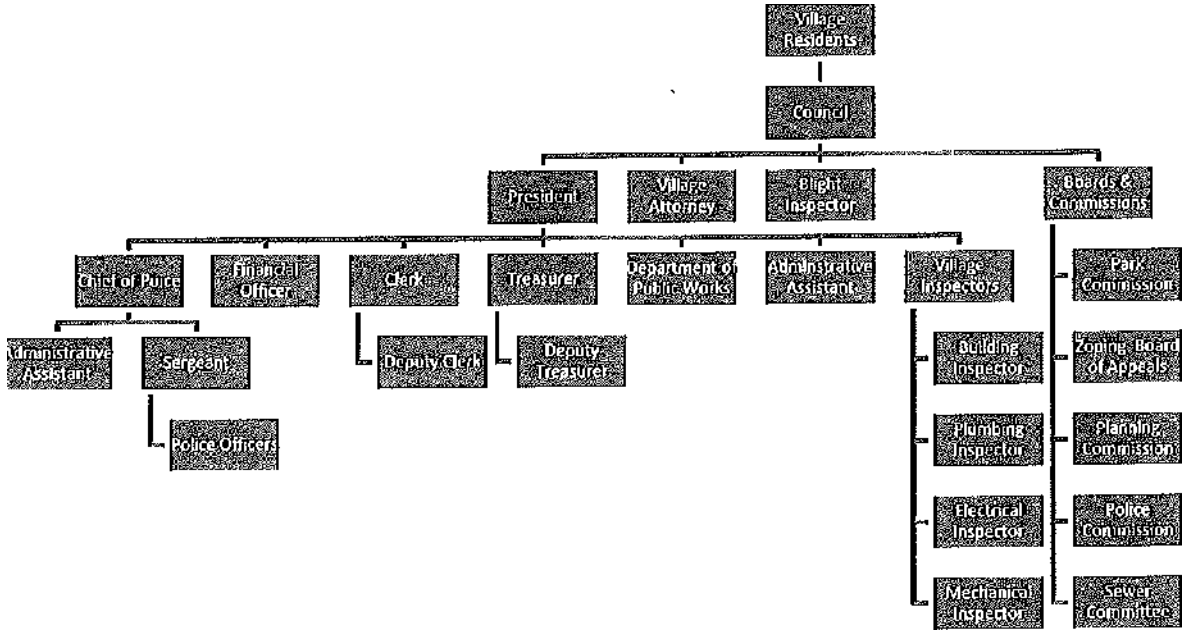 Village
Residents
Council
President
Village
Attorney
Blight
Inspector
Boards &
Commissions
Chief of Police
Financial
Officer
Clerk
Treasurer
Department of
Public Works
Adminstrative
Assistant
Village
Inspectors
Park
Commission
Administrative
Assistant
Sergeant
Deputy Clerk
Deputy
Treasurer
Building
Inspector
Zoning Board
of Appeals
Police Officers
Plumbing
Inspector
Planning
Commission
Electrical
Inspector
Police
Commission
Mechanical
Inspector
Sewer
Committee